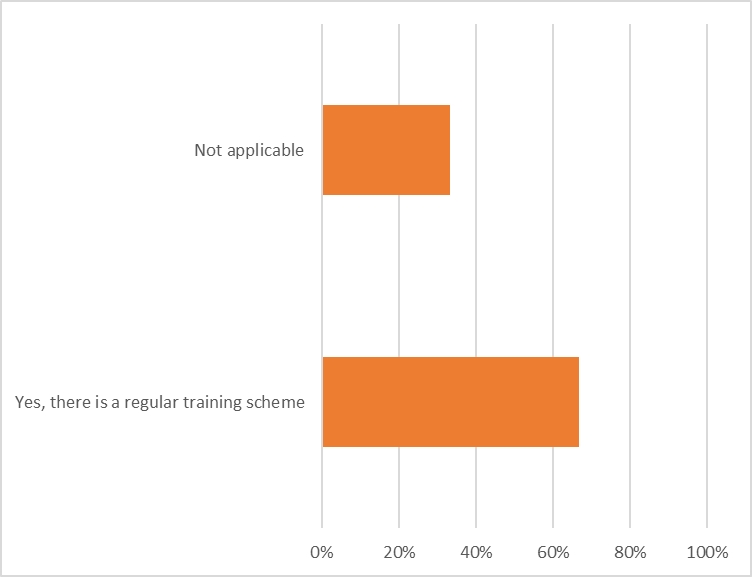 Not applicable
Yes, there is a regular training scheme
0% 20% 40% 60% 80% 100%